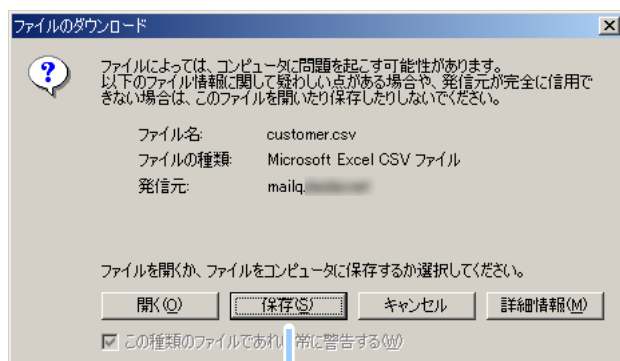 ファイルのダウンロード
ファイルによっては、コンピュータに問題を起こす可能性があります。
以下のファイル情報に関して疑わしい点がある場合や、発信元が完全に信用で
きない場合は、このファイルを開いたり保存したりしないでください。
ファイル名: customer.csv
ファイルの種類: Microsoft Excel CSV ファイル
発信元: mailq.
ファイルを開くか、ファイルをコンピュータに保存するか選択してください。
開く(O) 保存(S) キャンセル 詳細情報(M)
この種類のファイルであれ 常に警告する(W)